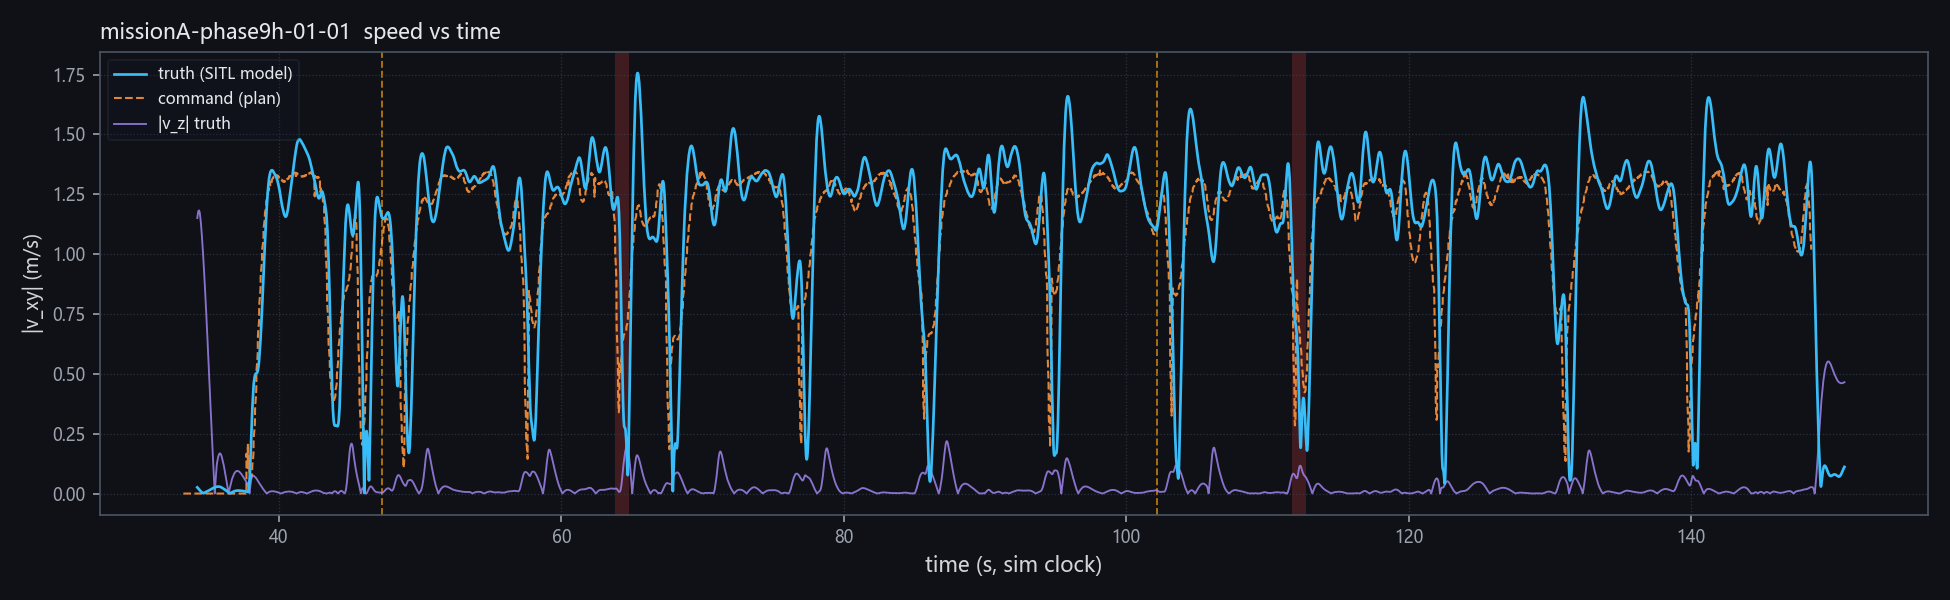 missionA-phase9h-01-01  speed vs time
truth (SITL model)
command (plan)
|v_z| truth
|v_xy| (m/s)
1.75
1.50
1.25
1.00
0.75
0.50
0.25
0.00
40 60 80 100 120 140
time (s, sim clock)